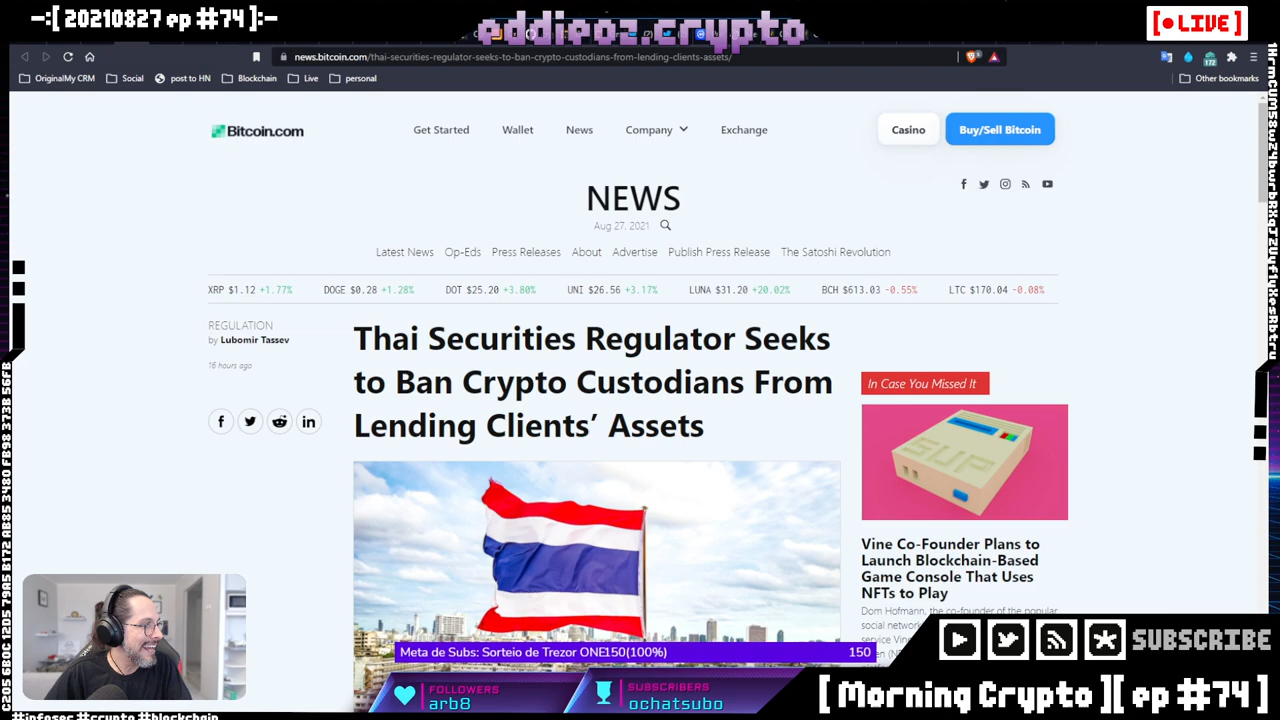 -:[ 20210827 ep #74 ]:-
eddieoz.crypto
[ LIVE ]
news.bitcoin.com/thai-securities-regulator-seeks-to-ban-crypto-custodians-from-lending-clients-assets/
172
OriginalMy CRM
Social
post to HN
Blockchain
Live
personal
Other bookmarks
Bitcoin.com
Get Started
Wallet
News
Company
Exchange
Casino
Buy/Sell Bitcoin
NEWS
Aug 27, 2021
Latest News
Op-Eds
Press Releases
About
Advertise
Publish Press Release
The Satoshi Revolution
XRP $1.12 +1.77%
DOGE $0.28 +1.28%
DOT $25.20 +3.80%
UNI $26.56 +3.17%
LUNA $31.20 +20.02%
BCH $613.03 -0.55%
LTC $170.04 -0.08%
REGULATION
by Lubomir Tassev
16 hours ago
Thai Securities Regulator Seeks
to Ban Crypto Custodians From
Lending Clients’ Assets
In Case You Missed It
SUP
Vine Co-Founder Plans to
Launch Blockchain-Based
Game Console That Uses
NFTs to Play
Dom Hofmann, the co-founder of the popular
social network
service Vine
Meta de Subs: Sorteio de Trezor ONE150(100%)
150
FOLLOWERS
arb8
SUBSCRIBERS
ochatsubo
SUBSCRIBE
[ Morning Crypto ][ ep #74 ]
#infosec #crypto #blockchain